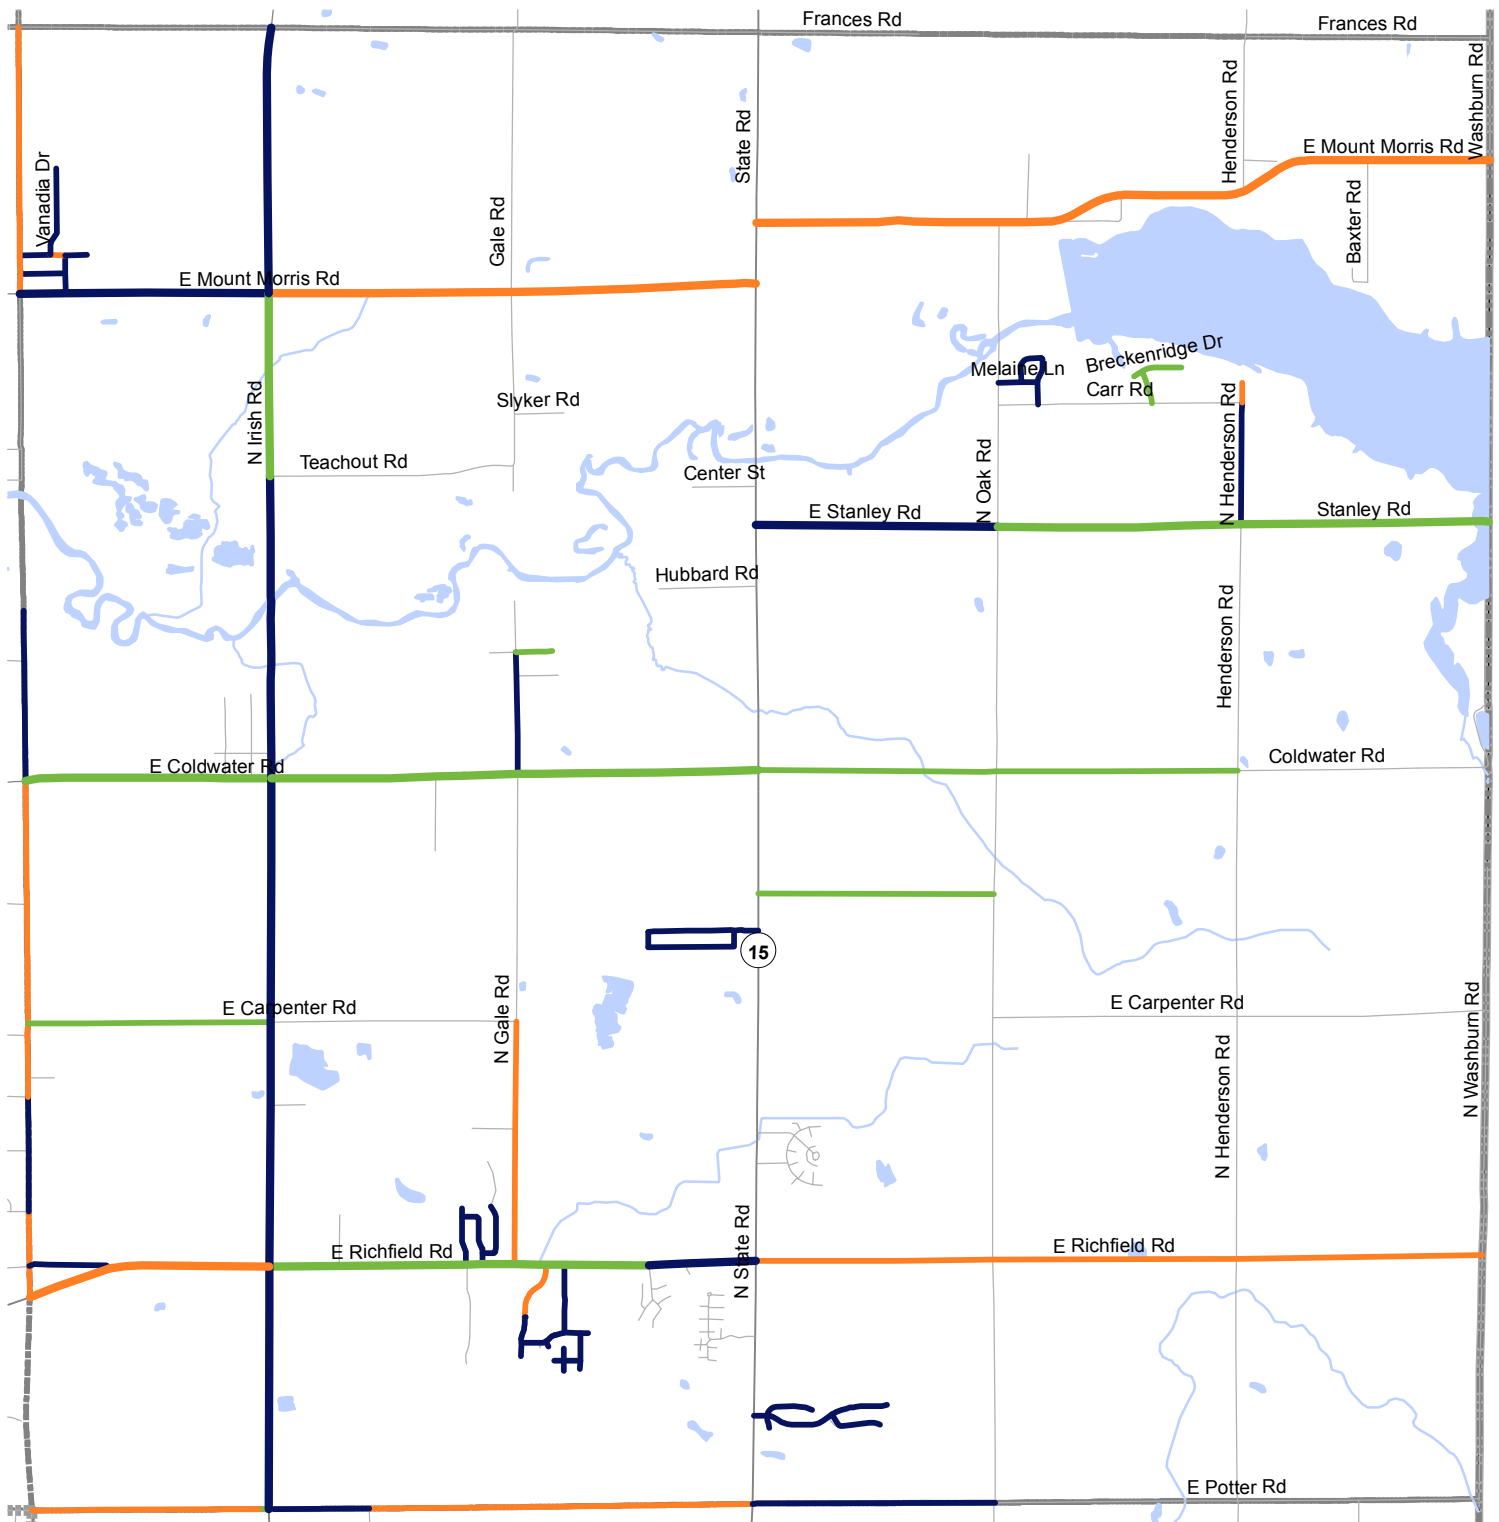 Frances Rd
Frances Rd
Washburn Rd
Henderson Rd
State Rd
E Mount Morris Rd
Vanadia Dr
Baxter Rd
Gale Rd
E Mount Morris Rd
Breckenridge Dr
Melaine Ln
Carr Rd
Slyker Rd
N Irish Rd
N Henderson Rd
Teachout Rd
Center St
N Oak Rd
E Stanley Rd
Stanley Rd
Hubbard Rd
Henderson Rd
E Coldwater Rd
Coldwater Rd
15
E Carpenter Rd
N Gale Rd
E Carpenter Rd
N Washburn Rd
N Henderson Rd
E Richfield Rd
N State Rd
E Richfield Rd
E Potter Rd